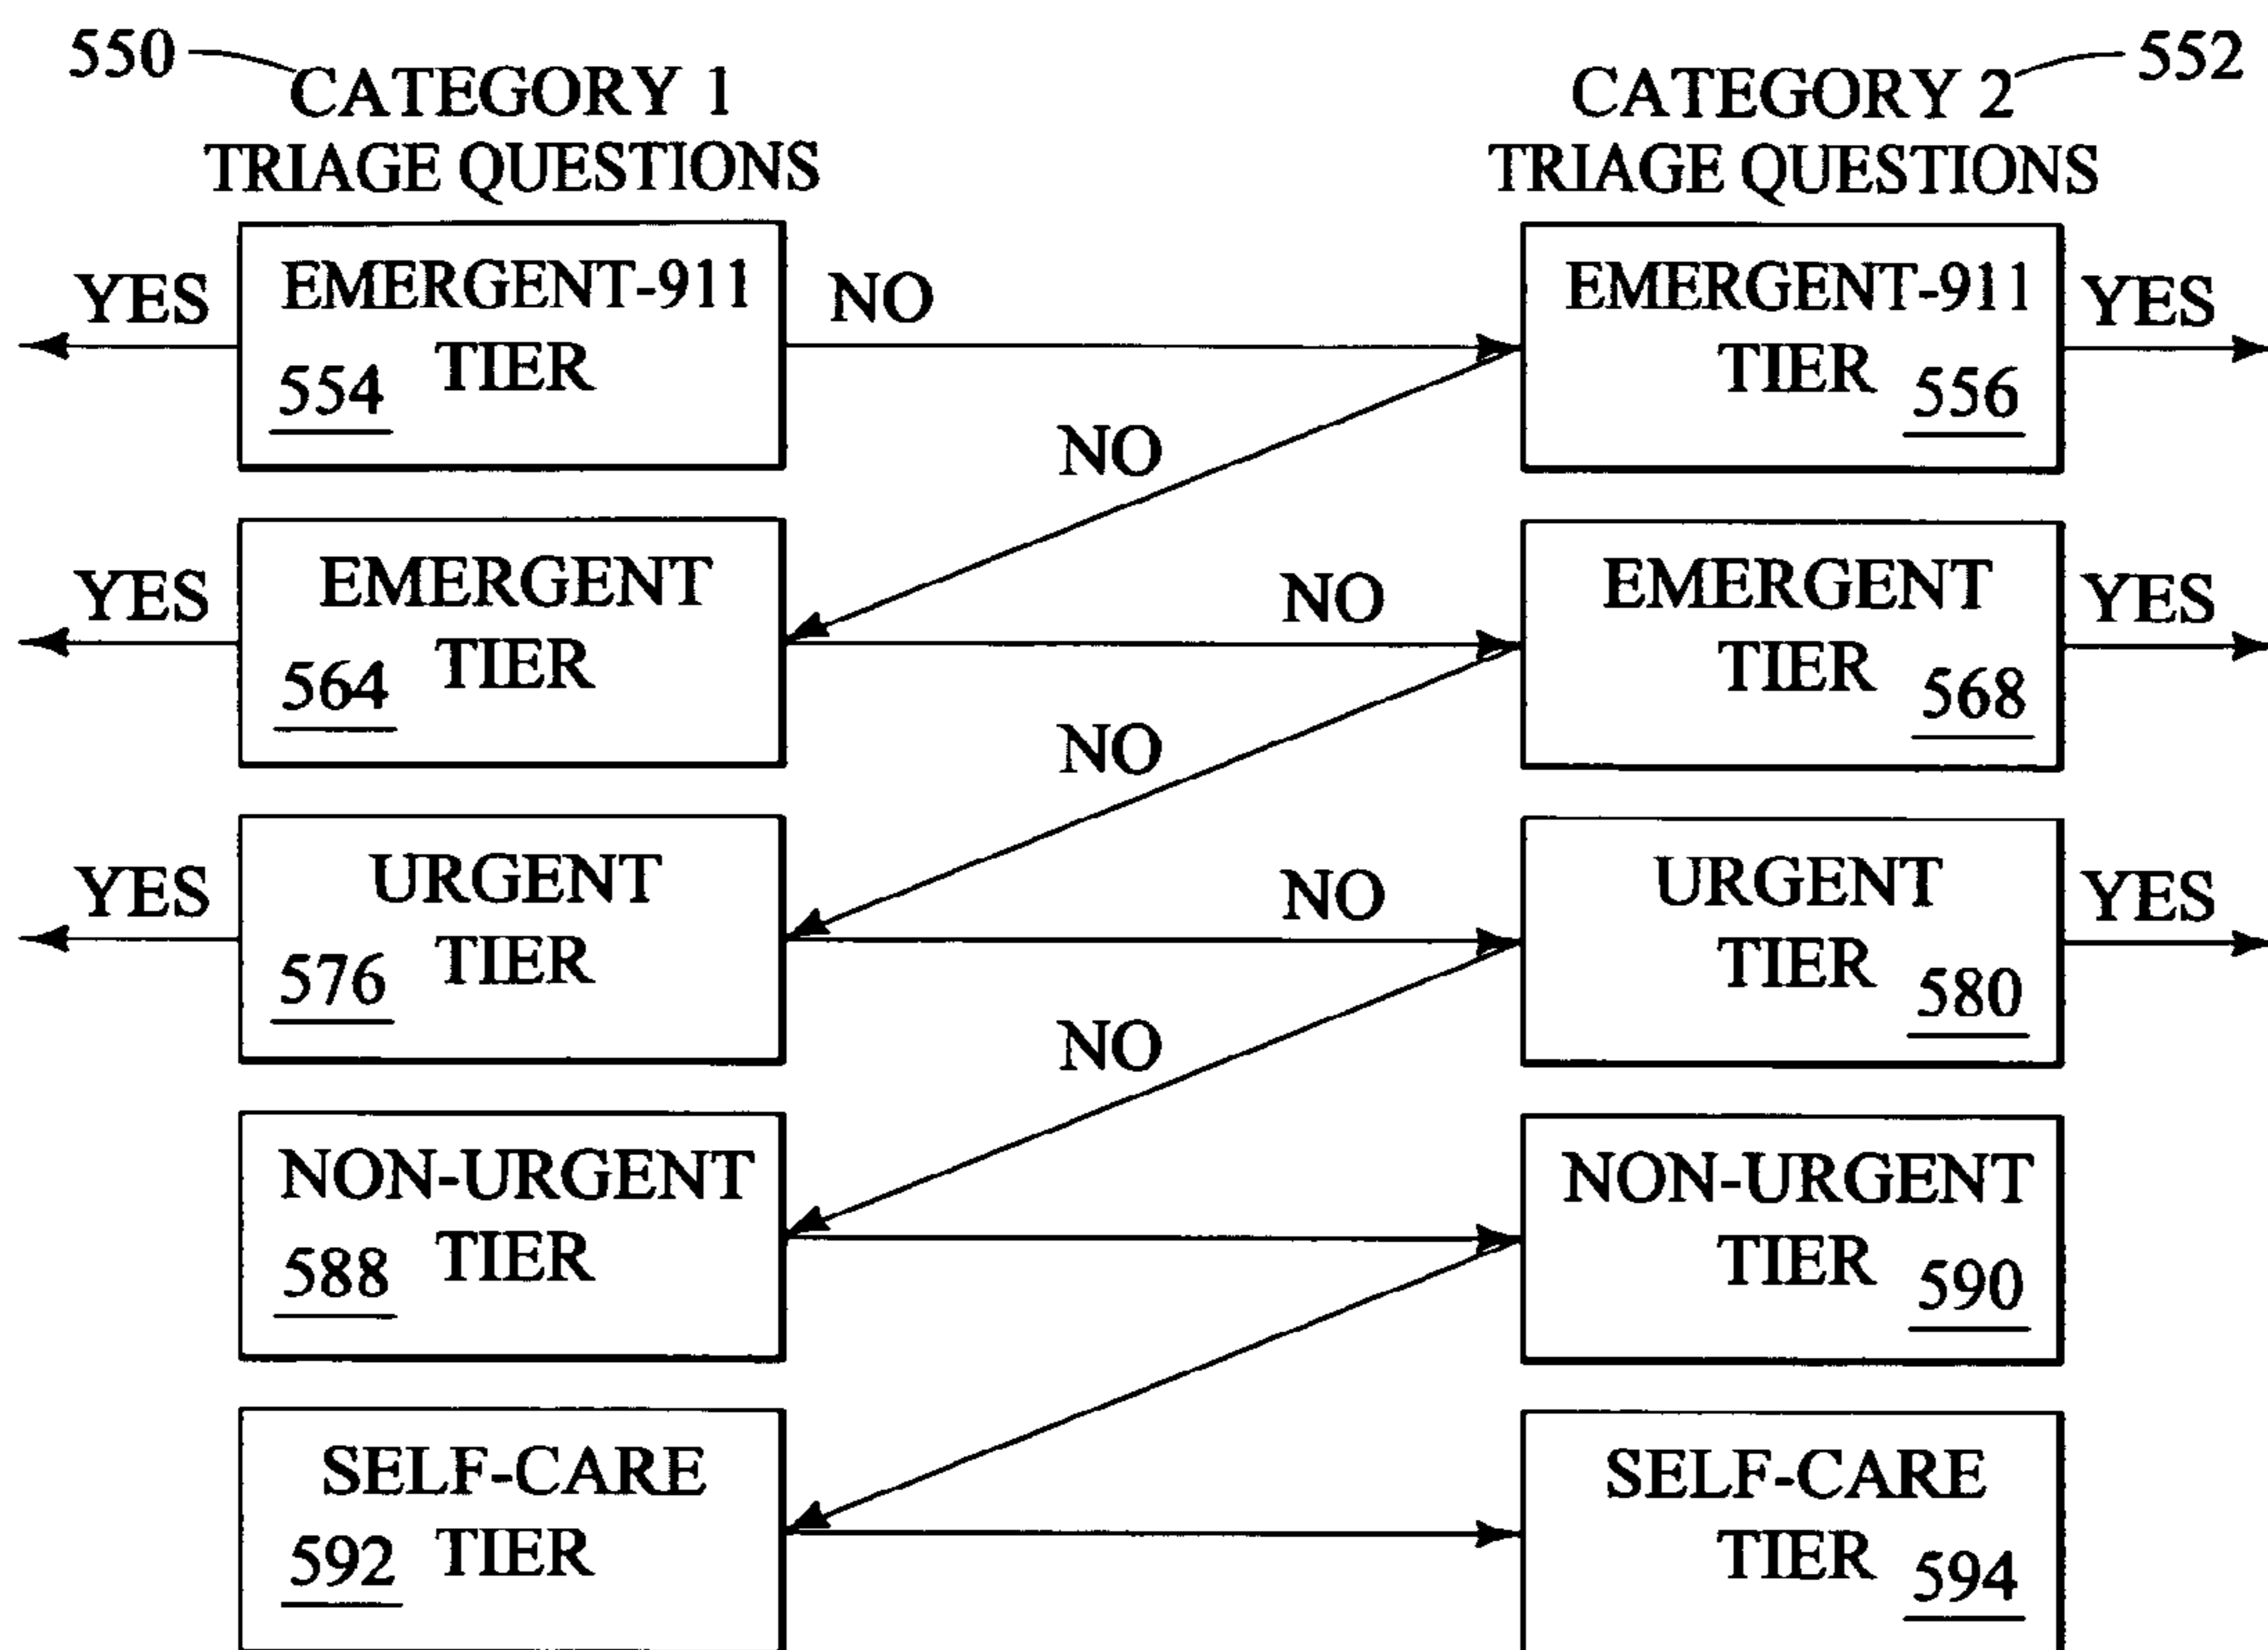 550
CATEGORY 1
TRIAGE QUESTIONS
552
CATEGORY 2
TRIAGE QUESTIONS
YES
EMERGENT-911
TIER
554
NO
EMERGENT-911
TIER
556
YES
NO
YES
EMERGENT
TIER
564
NO
EMERGENT
TIER
568
YES
NO
YES
URGENT
TIER
576
NO
URGENT
TIER
580
YES
NO
NON-URGENT
TIER
588
NON-URGENT
TIER
590
SELF-CARE
TIER
592
SELF-CARE
TIER
594